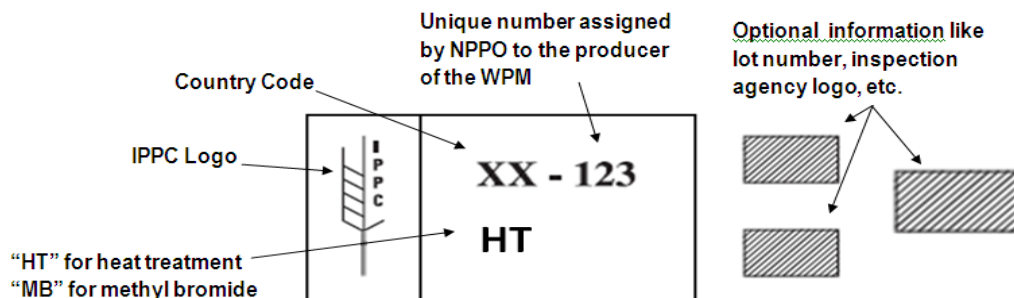 Unique number assigned
by NPPO to the producer
of the WPM
Optional information like
lot number, inspection
agency logo, etc.
Country Code
IPPC Logo
IPPC
XX - 123
HT
“HT” for heat treatment
“MB” for methyl bromide